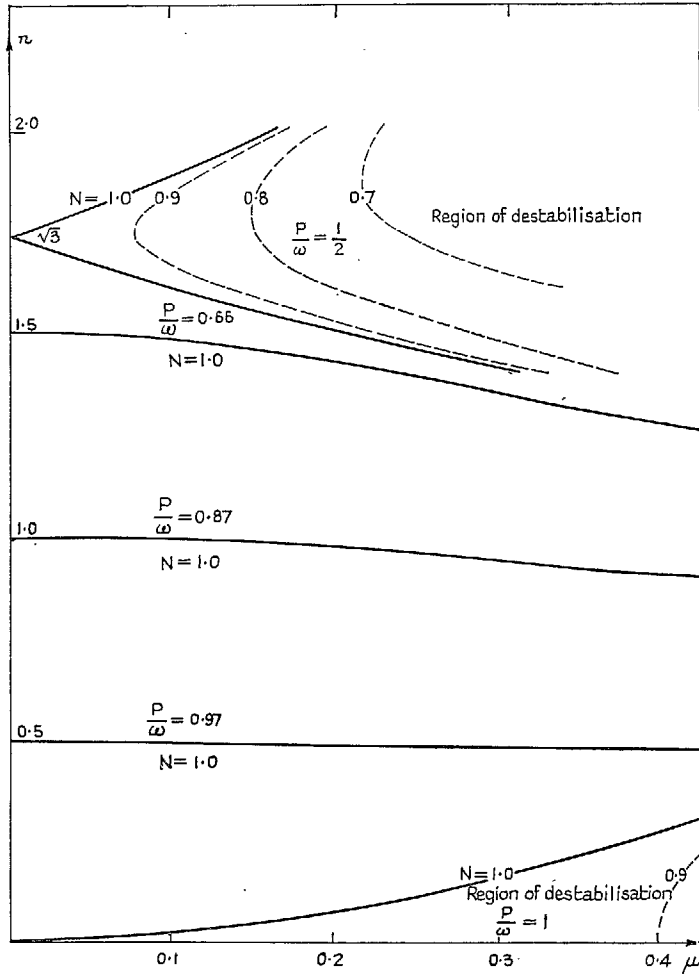 n
2.0
N=1.0 0.9 0.8 0.7
Region of destabilisation
√3
P/ω = 1/2
P/ω = 0.66
1.5
N=1.0
P/ω = 0.87
1.0
N=1.0
P/ω = 0.97
0.5
N=1.0
N=1.0 0.9
Region of destabilisation
P/ω = 1
0.1 0.2 0.3 0.4 μ